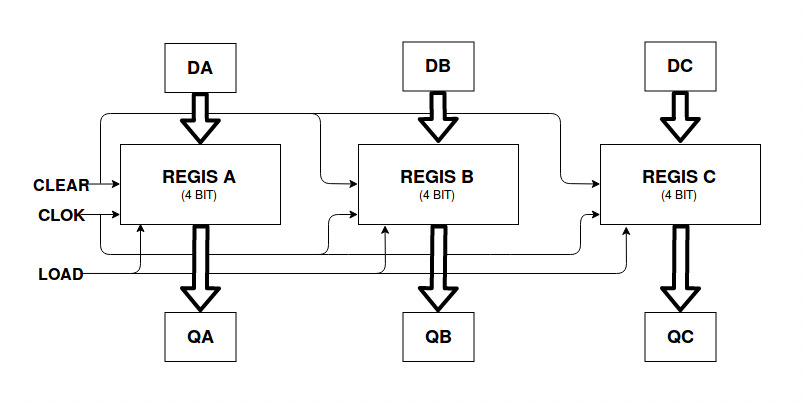 DA
DB
DC
CLEAR
REGIS A
(4 BIT)
REGIS B
(4 BIT)
REGIS C
(4 BIT)
CLOK
LOAD
QA
QB
QC